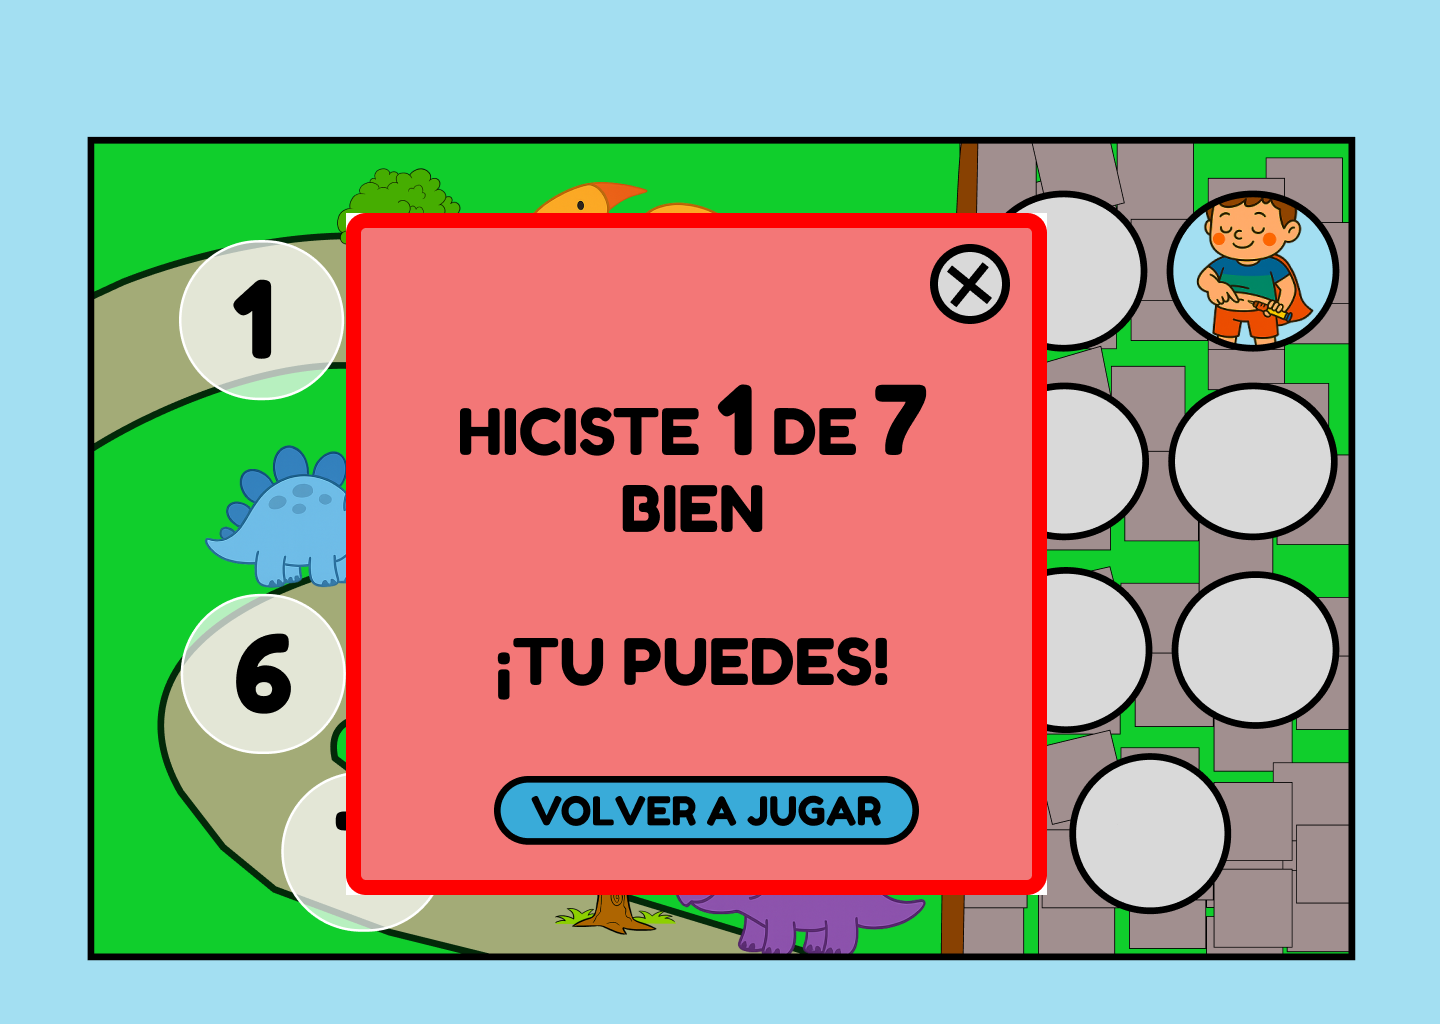 1
HICISTE 1 DE 7
BIEN
6
¡TU PUEDES!
VOLVER A JUGAR